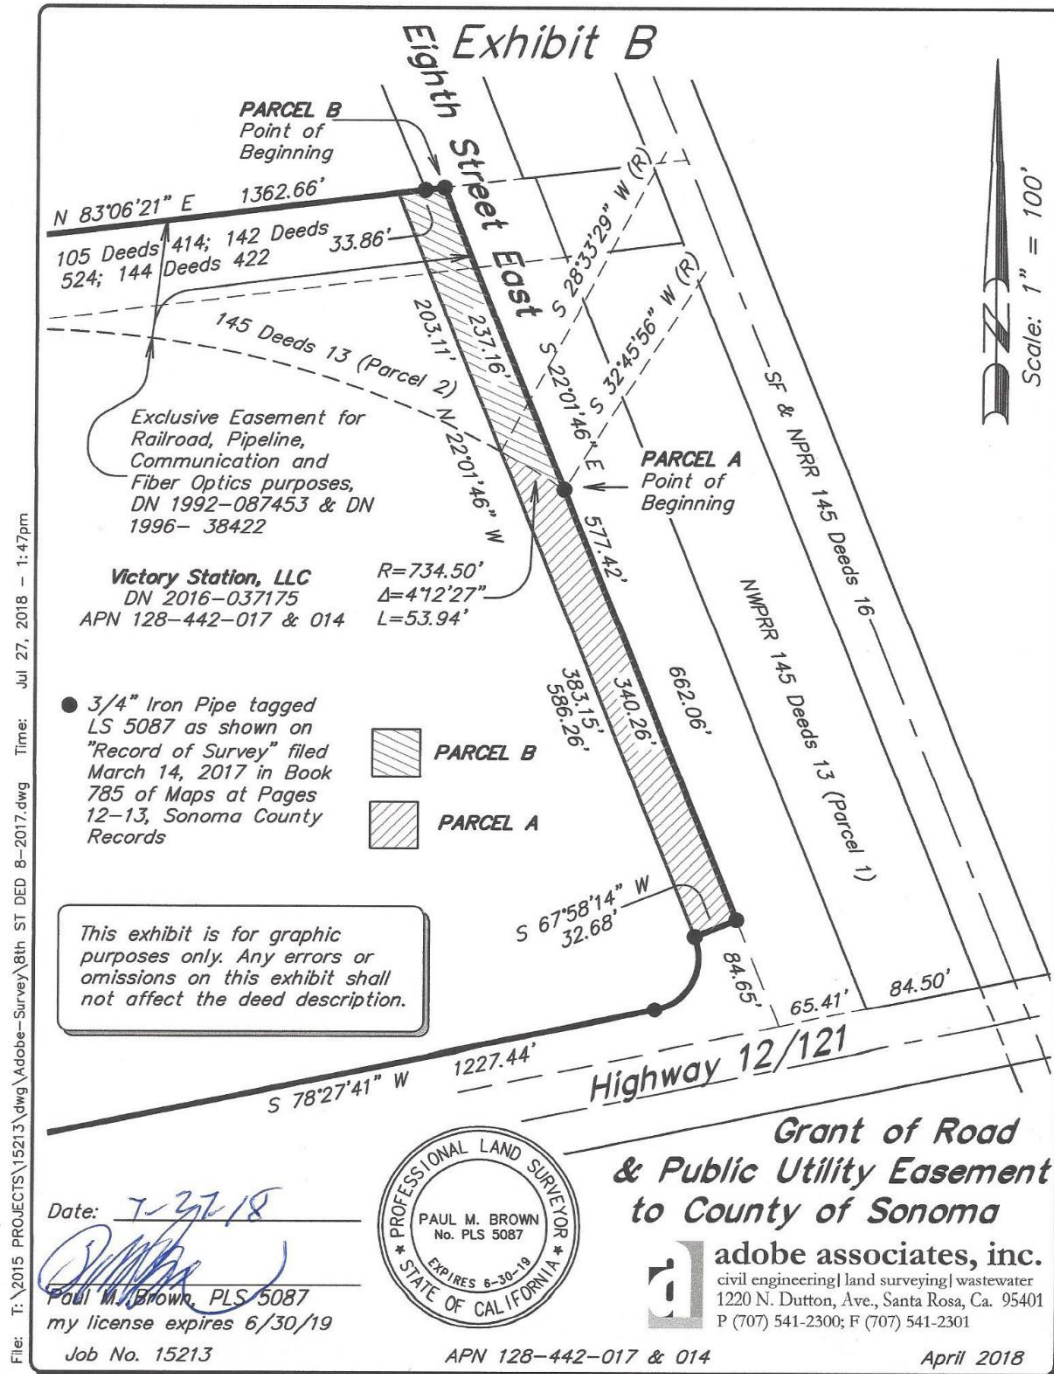 Exhibit B
Eighth Street East
PARCEL B
Point of
Beginning
N 83°06'21" E
1362.66'
105 Deeds 414; 142 Deeds
524; 144 Deeds 422
33.86'
S 28°33'29" W (R)
S 32°45'56" W (R)
203.11'
237.16'
145 Deeds 13 (Parcel 2)
N 22°01'46" W
S 22°01'46" E
Scale: 1" = 100'
Exclusive Easement for
Railroad, Pipeline,
Communication and
Fiber Optics purposes,
DN 1992-087453 & DN
1996- 38422
PARCEL A
Point of
Beginning
SF & NPRR 145 Deeds 16
NWPRR 145 Deeds 13 (Parcel 1)
Victory Station, LLC
DN 2016-037175
APN 128-442-017 & 014
R=734.50'
Δ=4°12'27"
L=53.94'
577.42'
383.15'
586.26'
340.26'
662.06'
3/4" Iron Pipe tagged
LS 5087 as shown on
"Record of Survey" filed
March 14, 2017 in Book
785 of Maps at Pages
12-13, Sonoma County
Records
PARCEL B
PARCEL A
S 67°58'14" W
32.68'
84.65'
65.41'
84.50'
This exhibit is for graphic
purposes only. Any errors or
omissions on this exhibit shall
not affect the deed description.
S 78°27'41" W
1227.44'
Highway 12/121
Grant of Road
& Public Utility Easement
to County of Sonoma
Date: 7-27-18
Paul M. Brown, PLS 5087
my license expires 6/30/19
PROFESSIONAL LAND SURVEYOR
PAUL M. BROWN
No. PLS 5087
EXPIRES 6-30-19
STATE OF CALIFORNIA
a
adobe associates, inc.
civil engineering| land surveying| wastewater
1220 N. Dutton, Ave., Santa Rosa, Ca. 95401
P (707) 541-2300; F (707) 541-2301
Job No. 15213
APN 128-442-017 & 014
April 2018
File: T:\2015 PROJECTS\15213\dwg\Adobe-Survey\8th ST DED 8-2017.dwg Time: Jul 27, 2018 - 1:47pm